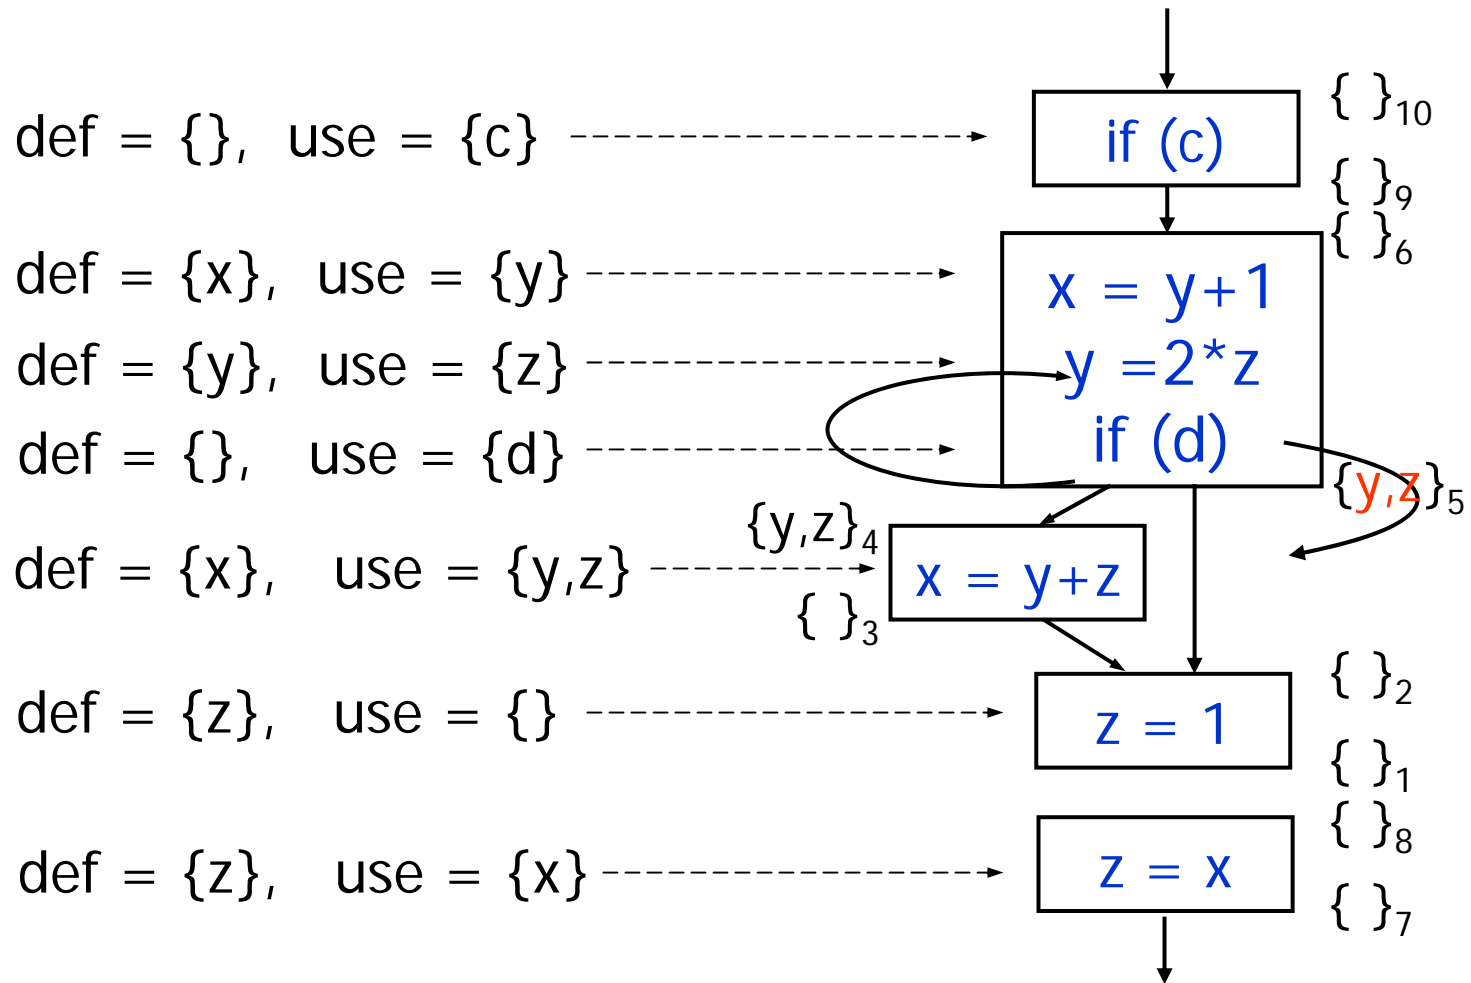 { }10
def = {}, use = {c}
if (c)
{ }9
{ }6
def = {x}, use = {y}
x = y+1
def = {y}, use = {z}
y =2*z
def = {}, use = {d}
if (d)
{y,z}5
{y,z}4
def = {x}, use = {y,z}
x = y+z
{ }3
{ }2
def = {z}, use = {}
z = 1
{ }1
{ }8
def = {z}, use = {x}
z = x
{ }7